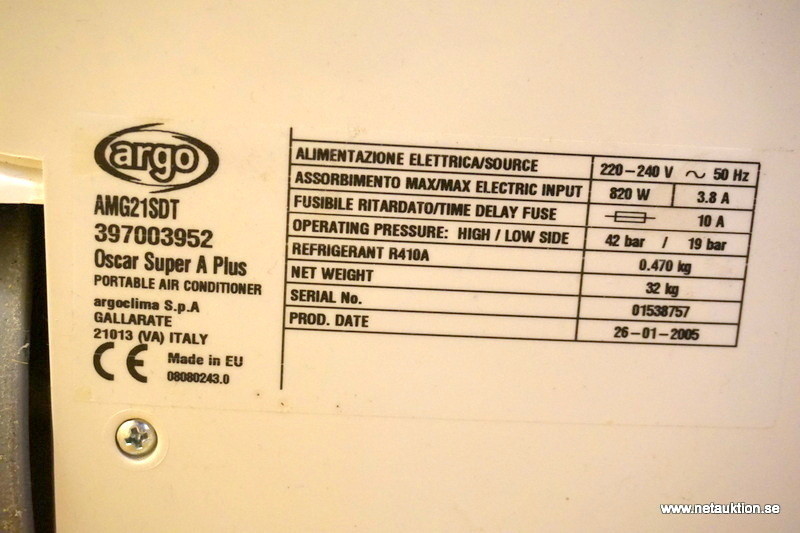 argo
AMG21SDT
397003952
Oscar Super A Plus
PORTABLE AIR CONDITIONER
argoclima S.p.A
GALLARATE
21013 (VA) ITALY
CE Made in EU
08080243.0
ALIMENTAZIONE ELETTRICA/SOURCE 220-240 V ~ 50 Hz
ASSORBIMENTO MAX/MAX ELECTRIC INPUT 820 W 3.8 A
FUSIBILE RITARDATO/TIME DELAY FUSE 10 A
OPERATING PRESSURE: HIGH / LOW SIDE 42 bar / 19 bar
REFRIGERANT R410A 0.470 kg
NET WEIGHT 32 kg
SERIAL No. 01538757
PROD. DATE 26-01-2005
www.netauktion.se